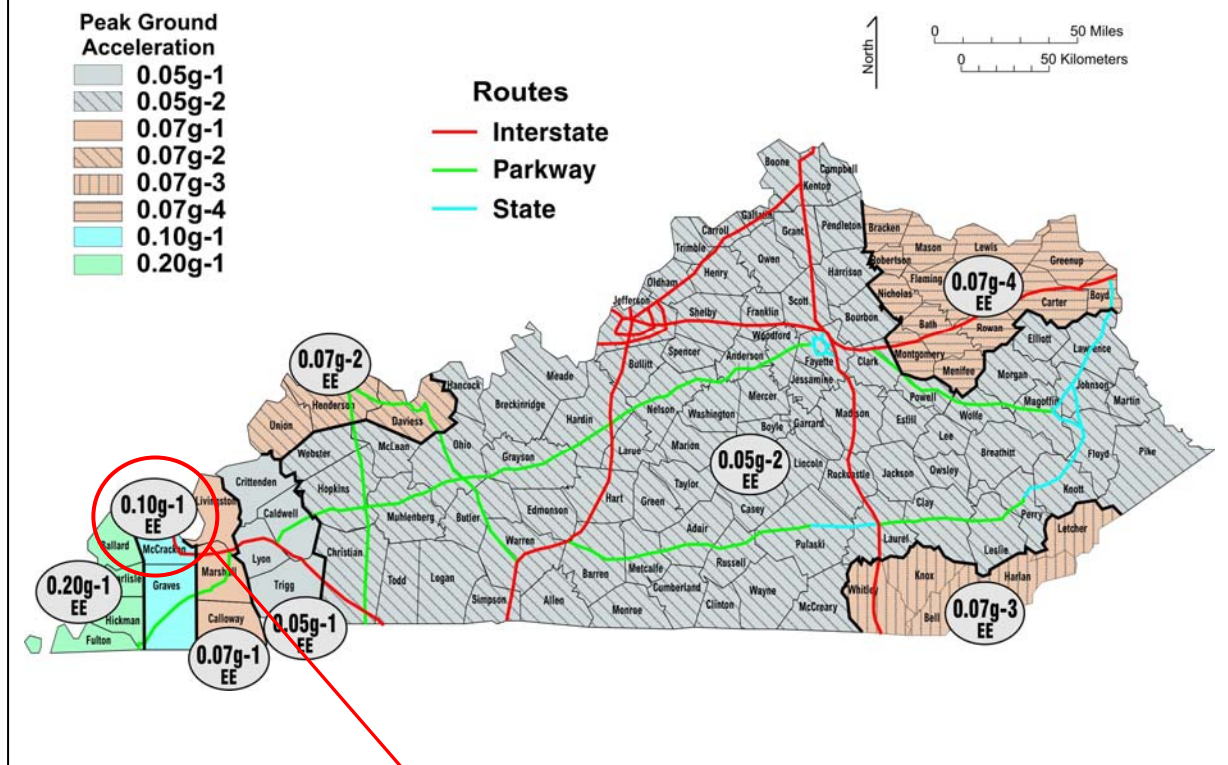 Peak Ground
Acceleration
0.05g-1
0.05g-2
0.07g-1
0.07g-2
0.07g-3
0.07g-4
0.10g-1
0.20g-1
Routes
Interstate
Parkway
State
North
0 50 Miles
0 50 Kilometers
Boone
Campbell
Kenton
Gallatin
Grant
Pendleton
Carroll
Trimble
Owen
Henry
Harrison
Oldham
Bracken
Mason
Lewis
Robertson
Fleming
Greenup
Nicholas
0.07g-4
EE
Carter
Boyd
Bath
Rowan
Montgomery
Menifee
Jefferson
Shelby
Franklin
Scott
Bourbon
Woodford
Fayette
Clark
Bullitt
Spencer
Anderson
Jessamine
Mercer
Elliott
Lawrence
Morgan
Johnson
Martin
Magoffin
Powell
Wolfe
0.07g-2
EE
Hancock
Meade
Breckinridge
Hardin
Nelson
Washington
Boyle
Garrard
Madison
Estill
Lee
Breathitt
Floyd
Pike
Henderson
Daviess
Union
McLean
Ohio
Webster
Grayson
Larue
Marion
0.05g-2
EE
Lincoln
Rockcastle
Jackson
Owsley
Knott
Taylor
Hopkins
Muhlenberg
Butler
Edmonson
Hart
Green
Casey
Clay
Perry
Crittenden
Livingston
Caldwell
0.10g-1
EE
Ballard
McCracken
Lyon
Christian
Warren
Adair
Pulaski
Laurel
Leslie
Letcher
Marshall
Graves
Trigg
Todd
Logan
Simpson
Allen
Barren
Metcalfe
Russell
Cumberland
Wayne
Monroe
Clinton
McCreary
Whitley
Knox
Harlan
Bell
0.07g-3
EE
0.20g-1
EE
Hickman
Fulton
Calloway
0.05g-1
EE
0.07g-1
EE